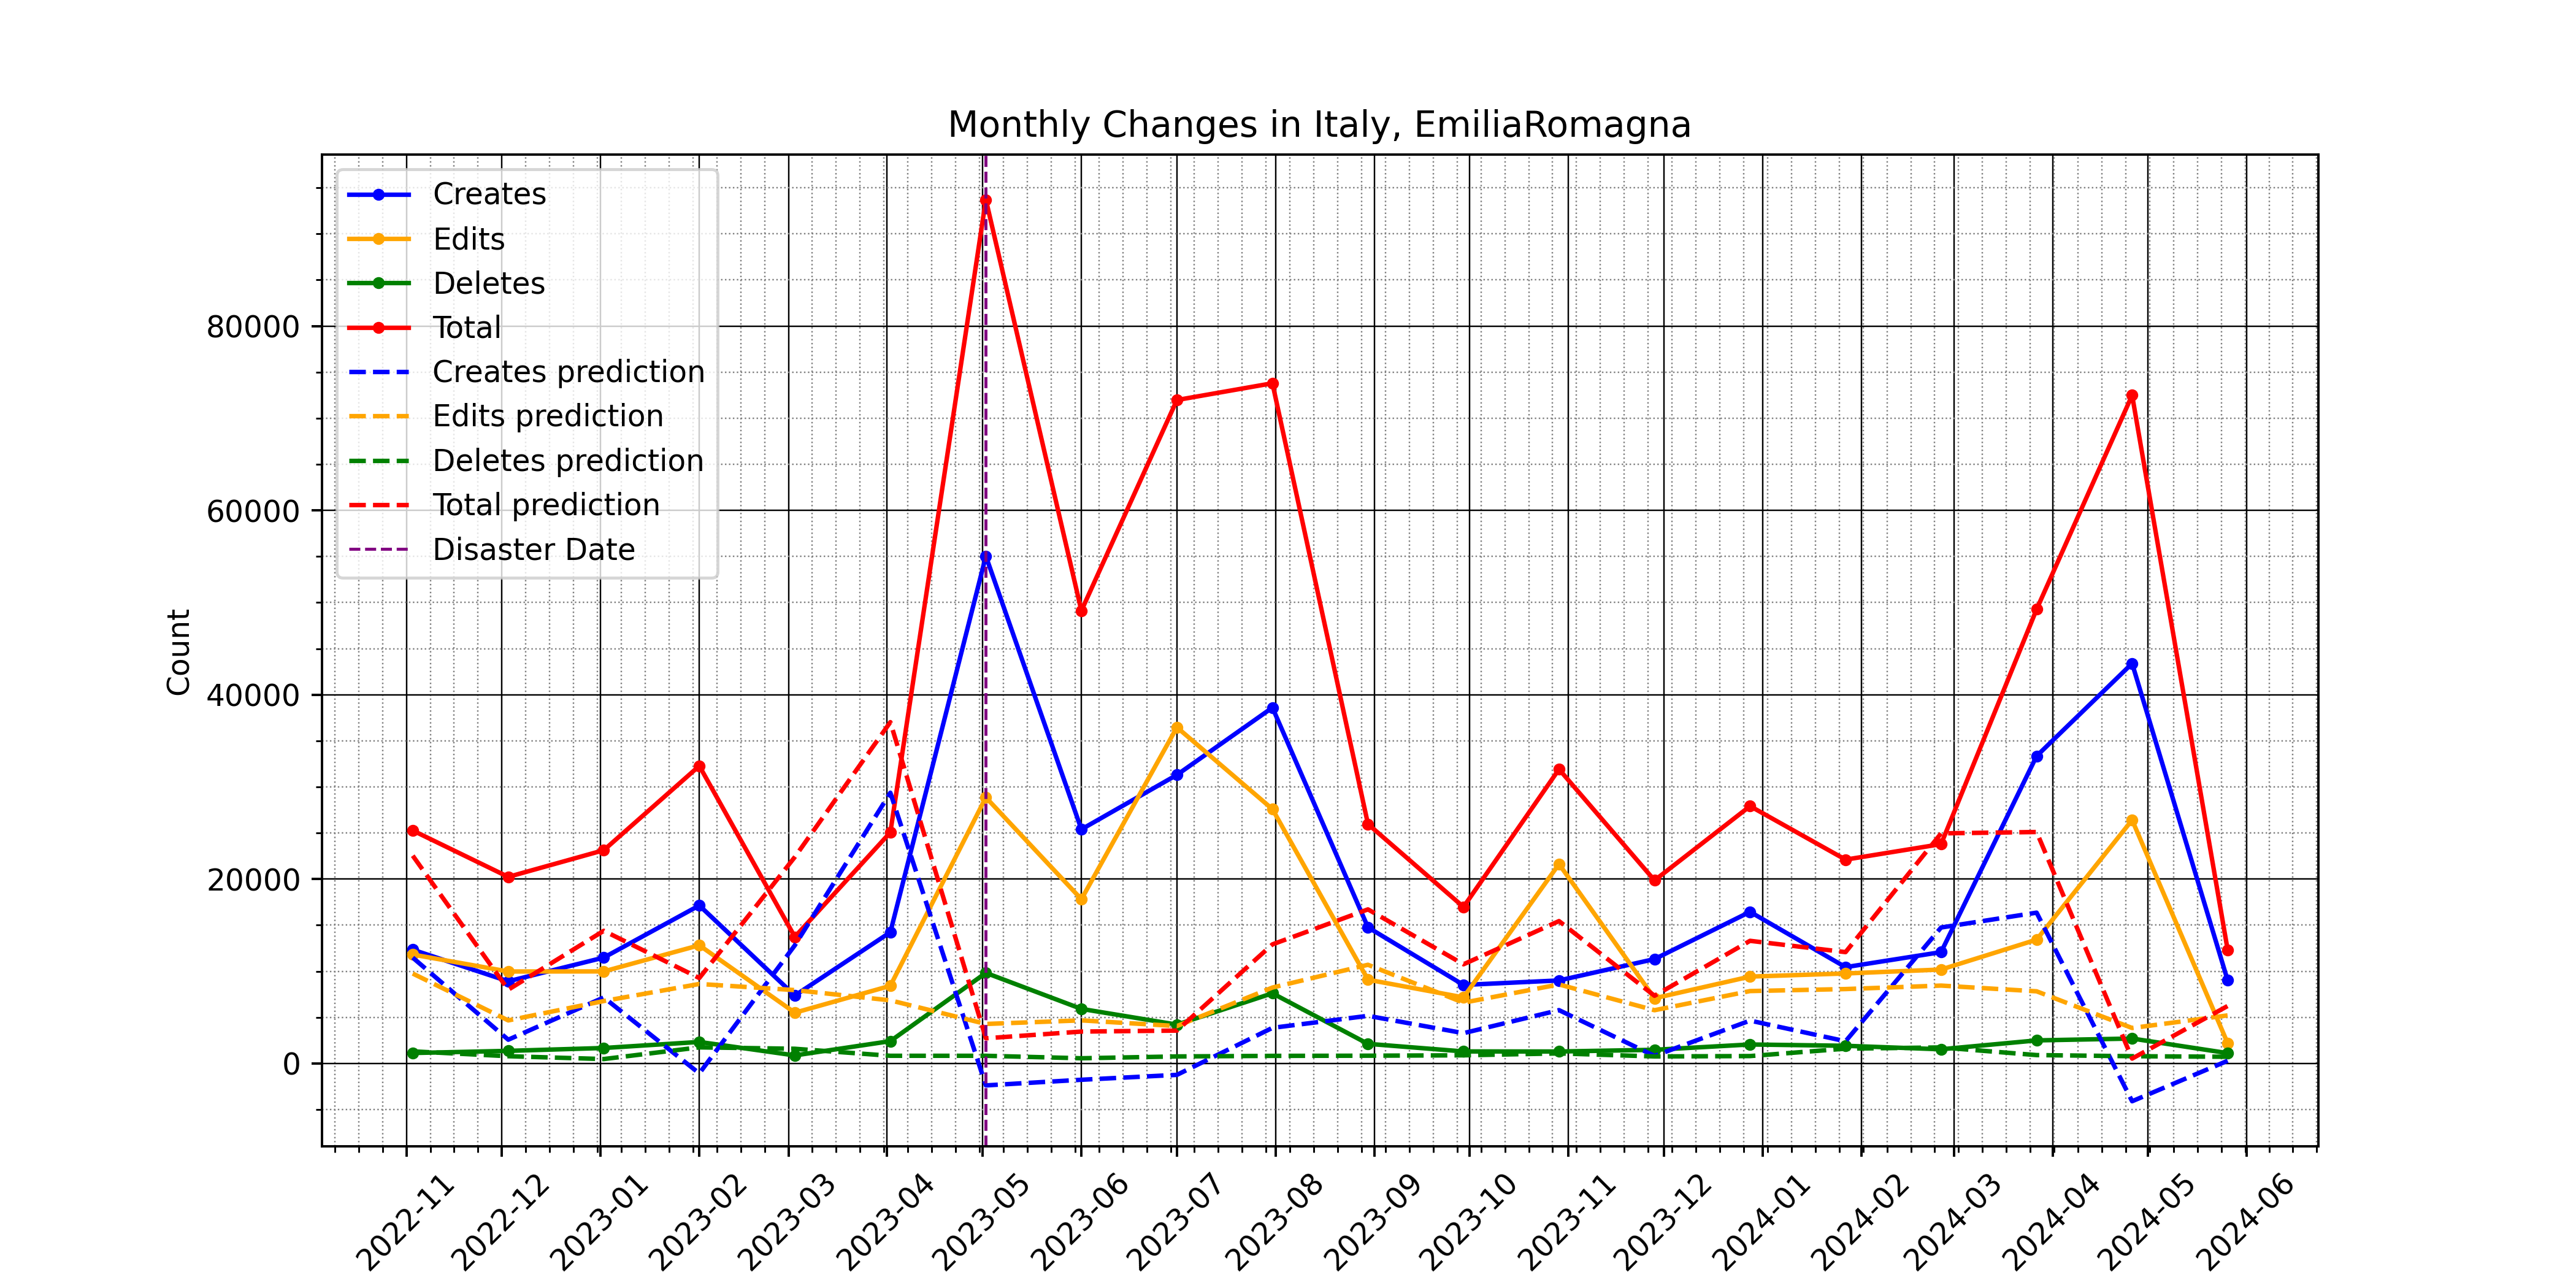 Monthly Changes in Italy, EmiliaRomagna
Creates
Edits
Deletes
Total
Creates prediction
Edits prediction
Deletes prediction
Total prediction
Disaster Date
Count
80000
60000
40000
20000
0
2022-11
2022-12
2023-01
2023-02
2023-03
2023-04
2023-05
2023-06
2023-07
2023-08
2023-09
2023-10
2023-11
2023-12
2024-01
2024-02
2024-03
2024-04
2024-05
2024-06